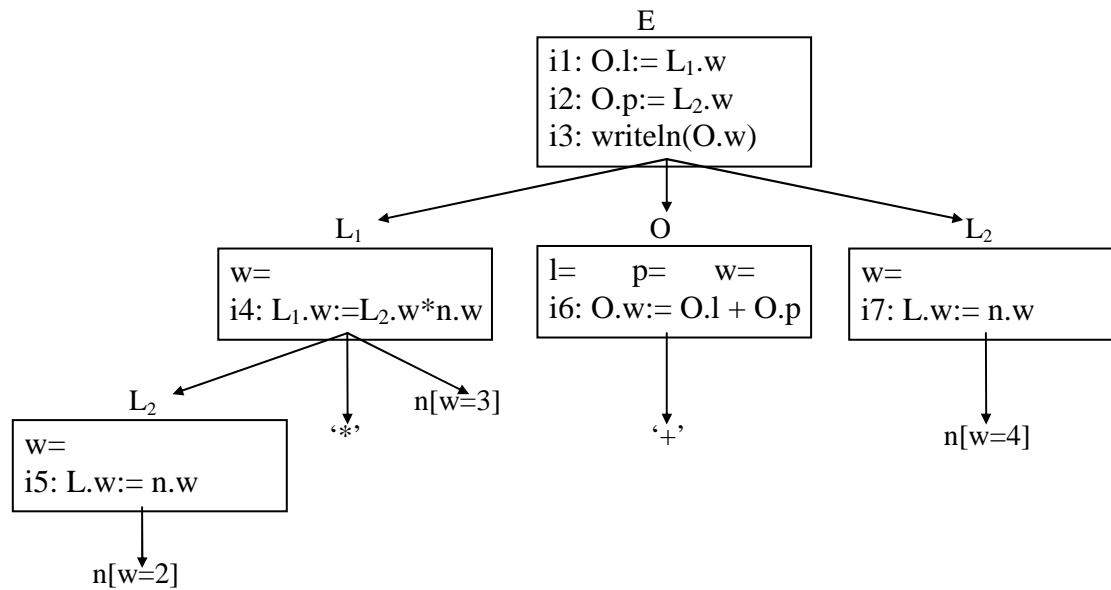 E
i1: O.l:= L₁.w
i2: O.p:= L₂.w
i3: writeln(O.w)
L₁
w=
i4: L₁.w:=L₂.w*n.w
O
l= p= w=
i6: O.w:= O.l + O.p
L₂
w=
i7: L.w:= n.w
L₂
w=
i5: L.w:= n.w
‘*’
n[w=3]
‘+’
n[w=4]
n[w=2]